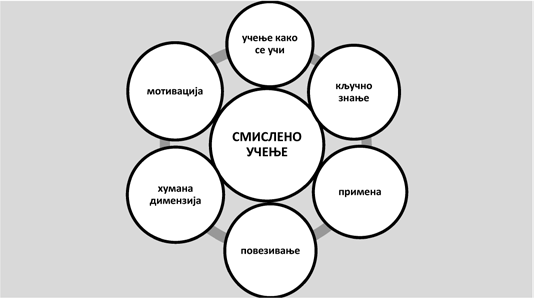 учење како
се учи
кључно
знање
примена
повезивање
хумана
димензија
мотивација
СМИСЛЕНО
УЧЕЊЕ